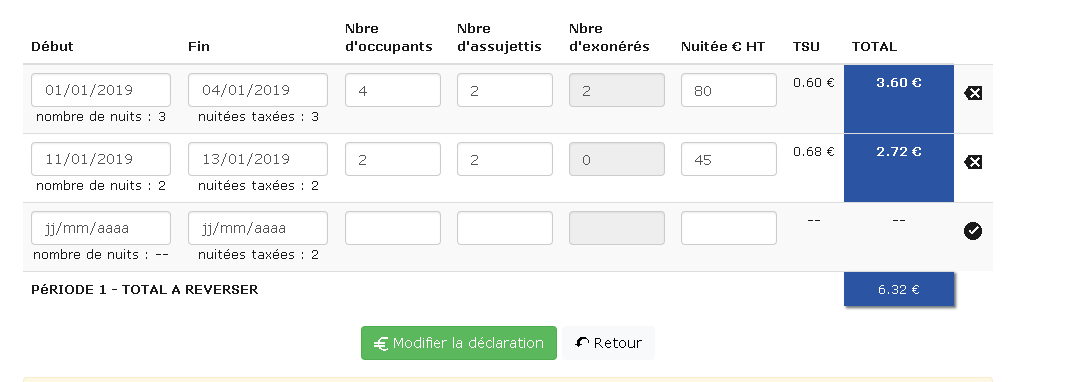 Début Fin Nbre d'occupants Nbre d'assujettis Nbre d'exonérés Nuitée € HT TSU TOTAL
01/01/2019 04/01/2019 4 2 2 80 0.60 € 3.60 €
nombre de nuits : 3 nuitées taxées : 3
11/01/2019 13/01/2019 2 2 0 45 0.68 € 2.72 €
nombre de nuits : 2 nuitées taxées : 2
jj/mm/aaaa jj/mm/aaaa -- --
nombre de nuits : -- nuitées taxées : 2
PéRIODE 1 - TOTAL A REVERSER 6.32 €
€ Modifier la déclaration Retour